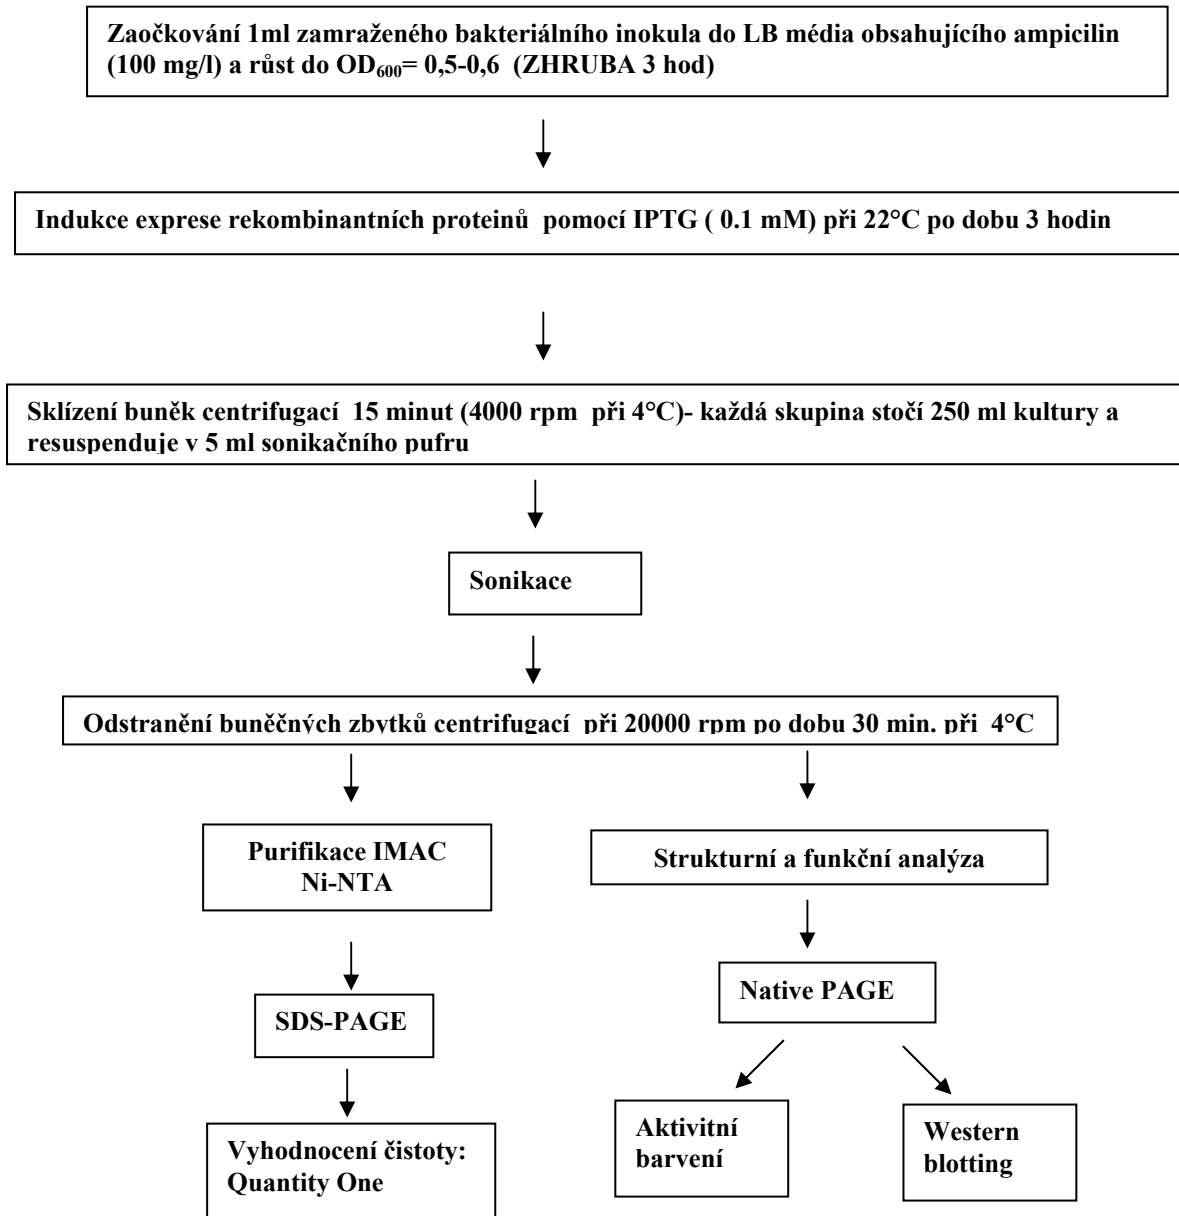 Zaočkování 1ml zamraženého bakteriálního inokula do LB média obsahujícího ampicilin
(100 mg/l) a růst do OD₆₀₀= 0,5-0,6 (ZHRUBA 3 hod)
Indukce exprese rekombinantních proteinů pomocí IPTG ( 0.1 mM) při 22°C po dobu 3 hodin
Sklízení buněk centrifugací 15 minut (4000 rpm při 4°C)- každá skupina stočí 250 ml kultury a
resuspenduje v 5 ml sonikačního pufru
Sonikace
Odstranění buněčných zbytků centrifugací při 20000 rpm po dobu 30 min. při 4°C
Purifikace IMAC
Ni-NTA
Strukturní a funkční analýza
SDS-PAGE
Native PAGE
Vyhodnocení čistoty:
Quantity One
Aktivitní
barvení
Western
blotting